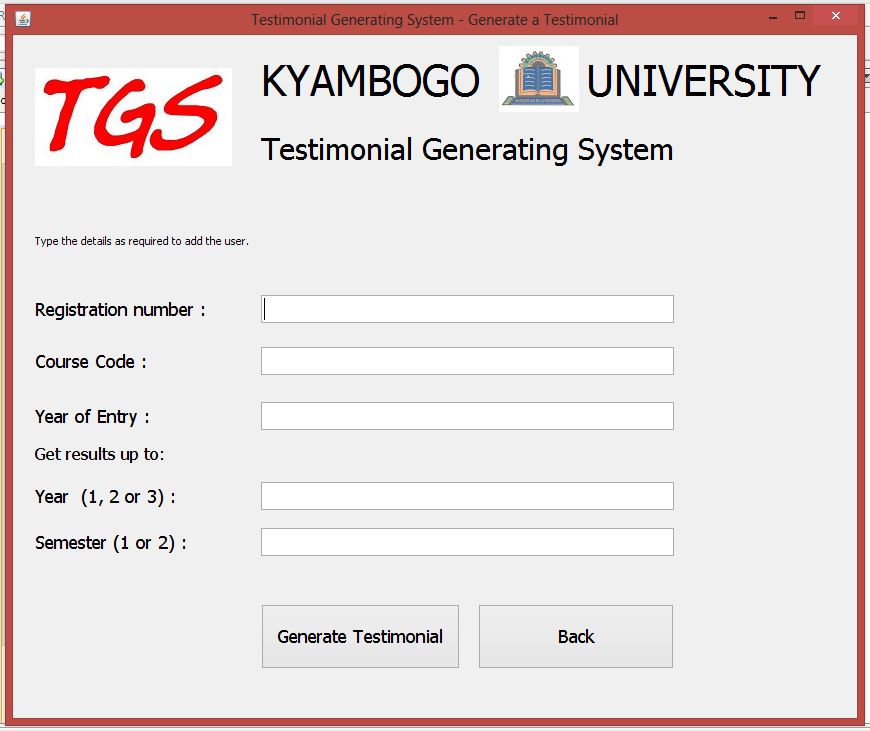 Testimonial Generating System - Generate a Testimonial
TGS
KYAMBOGO UNIVERSITY
Testimonial Generating System
Type the details as required to add the user.
Registration number :
Course Code :
Year of Entry :
Get results up to:
Year (1, 2 or 3) :
Semester (1 or 2) :
Generate Testimonial Back